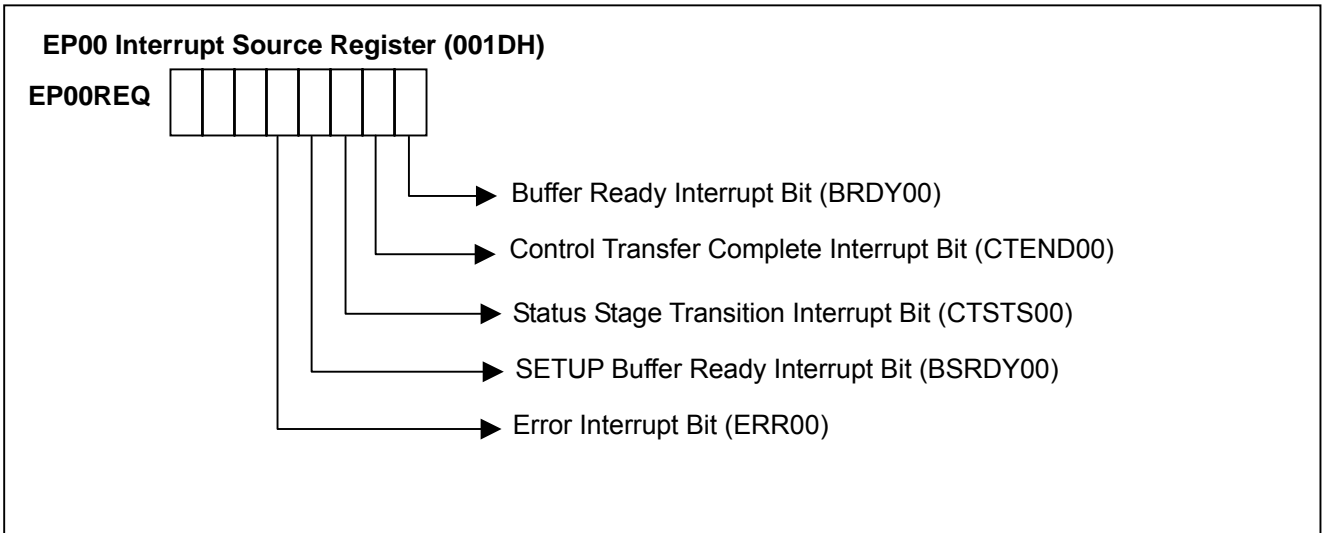 EP00 Interrupt Source Register (001DH)
EP00REQ
Buffer Ready Interrupt Bit (BRDY00)
Control Transfer Complete Interrupt Bit (CTEND00)
Status Stage Transition Interrupt Bit (CTSTS00)
SETUP Buffer Ready Interrupt Bit (BSRDY00)
Error Interrupt Bit (ERR00)